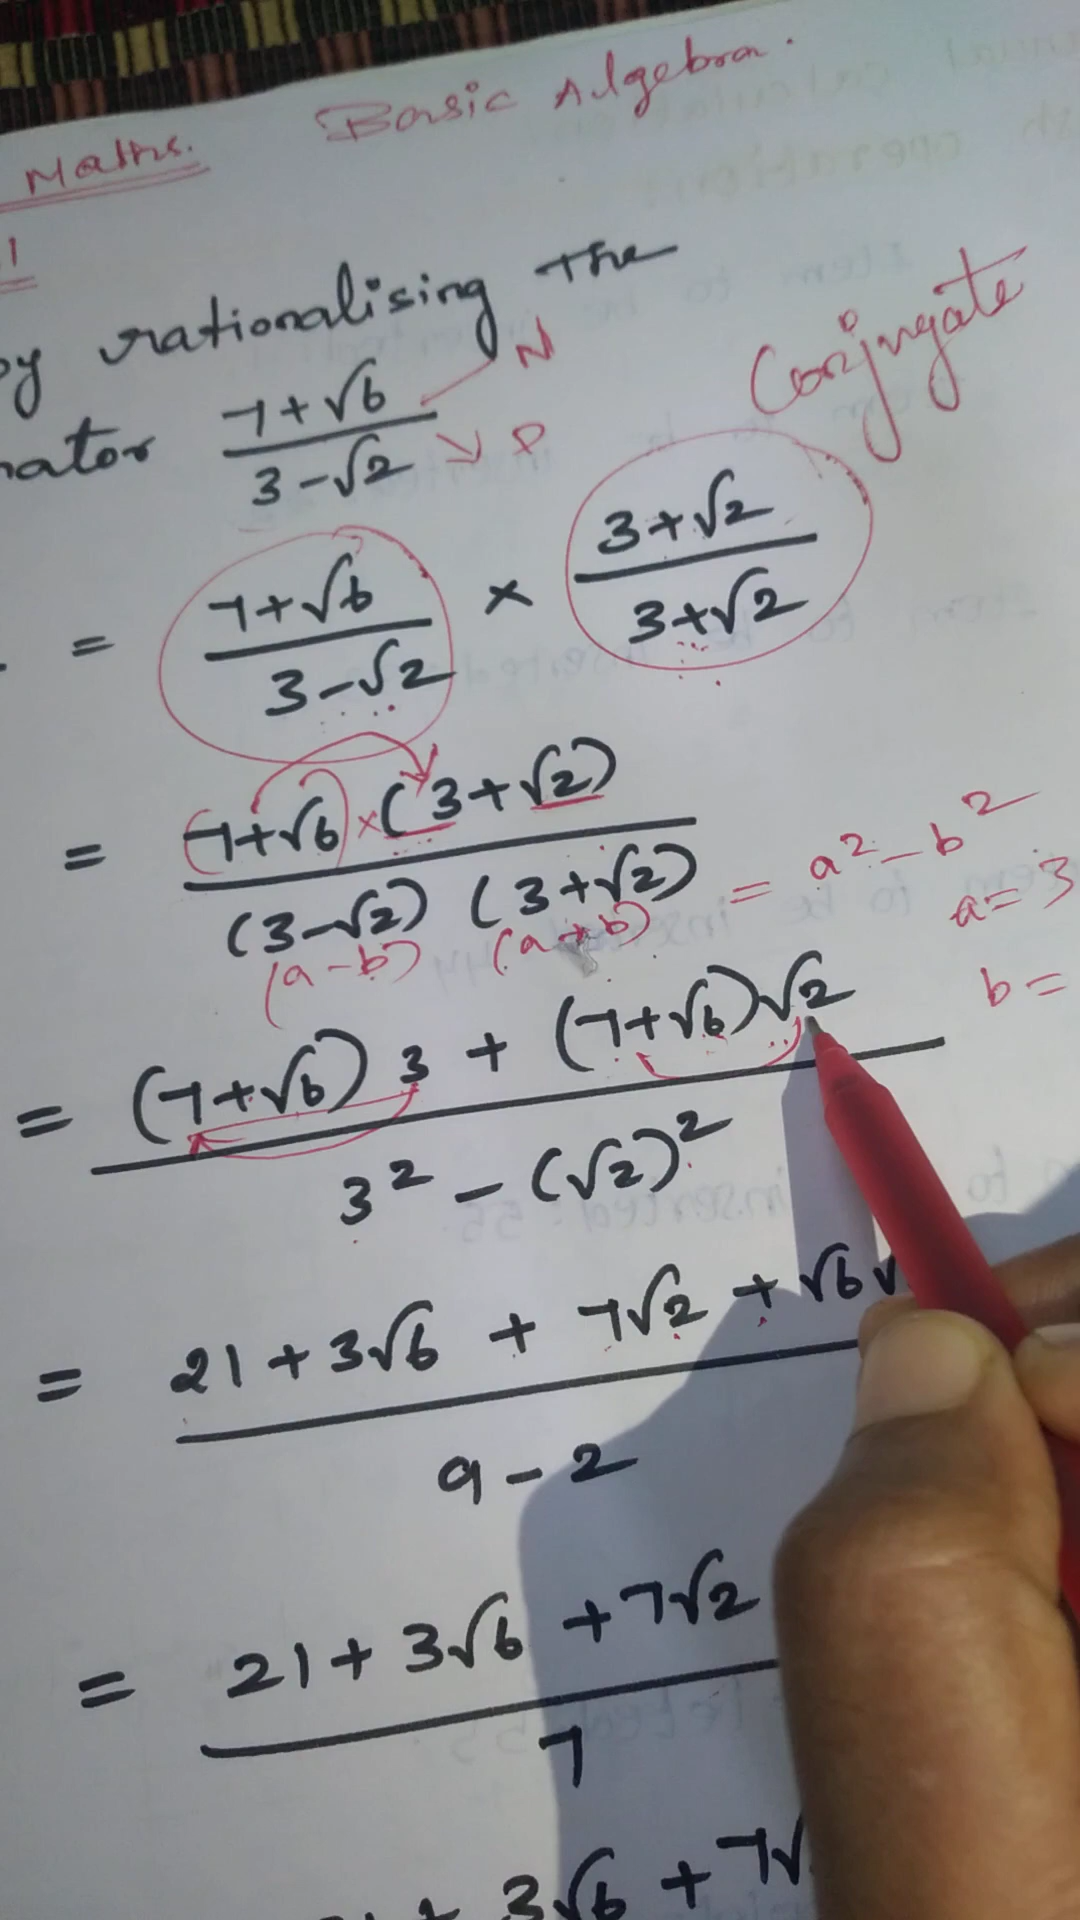 Maths. Basic Algebra.
1
by rationalising the
nator 7+√6 / 3-√2 N
Conjugate
= 7+√6 / 3-√2 × 3+√2 / 3+√2
= (7+√6)×(3+√2) / (3-√2) (3+√2) = a²-b²
(a-b) (a+b) a=3
b=
= (7+√6)3 + (7+√6)√2 / 3² - (√2)²
= 21+3√6 + 7√2 + √6√ / 9-2
= 21+3√6 +7√2 / 7
+ 3√6 +7√